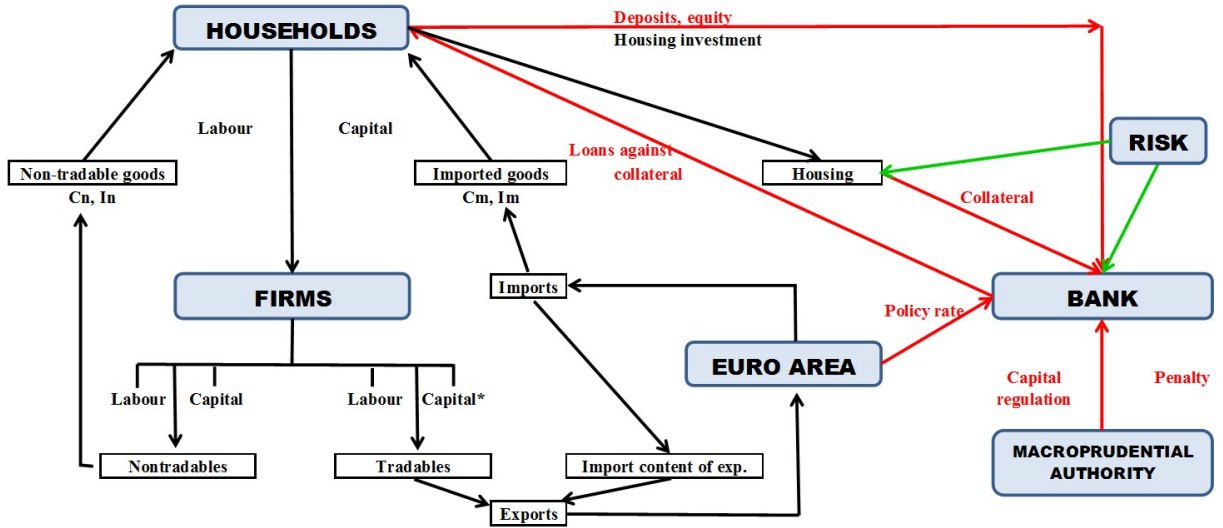 Deposits, equity
HOUSEHOLDS
Housing investment
Labour
Capital
RISK
Loans against
collateral
Non-tradable goods
Imported goods
Housing
Cn, In
Cm, Im
Collateral
Imports
FIRMS
BANK
Policy rate
EURO AREA
Labour
Capital
Labour
Capital*
Capital
regulation
Penalty
Nontradables
Tradables
Import content of exp.
MACROPRUDENTIAL
AUTHORITY
Exports